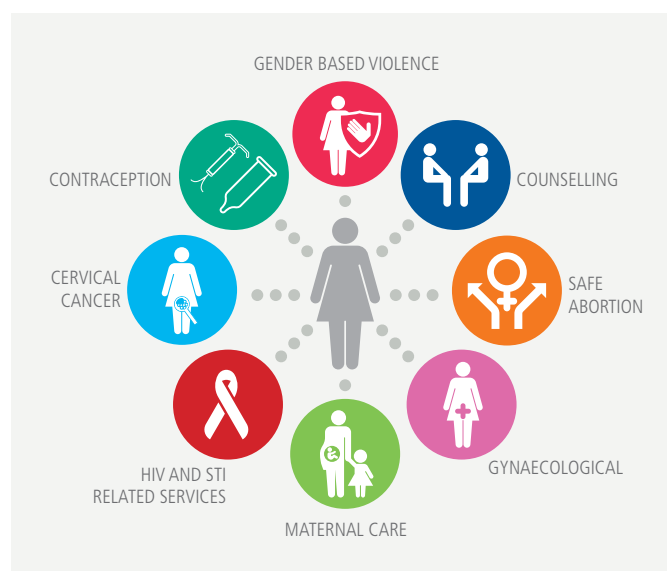 GENDER BASED VIOLENCE
CONTRACEPTION
COUNSELLING
CERVICAL
CANCER
SAFE
ABORTION
HIV AND STI
RELATED SERVICES
GYNAECOLOGICAL
MATERNAL CARE